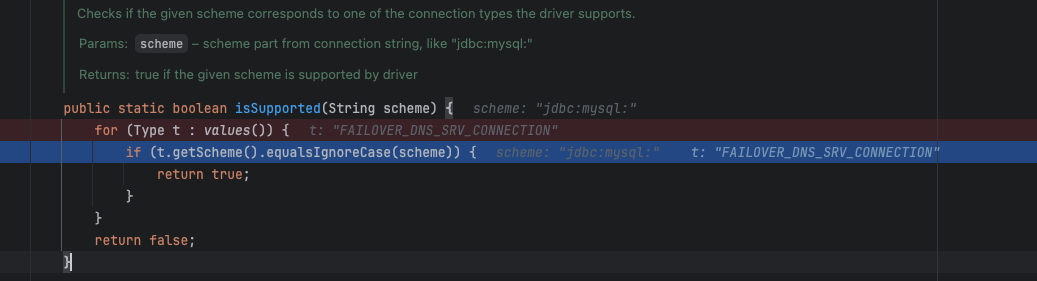 Checks if the given scheme corresponds to one of the connection types the driver supports.
Params: scheme – scheme part from connection string, like "jdbc:mysql:"
Returns: true if the given scheme is supported by driver
public static boolean isSupported(String scheme) { scheme: "jdbc:mysql:"
for (Type t : values()) { t: "FAILOVER_DNS_SRV_CONNECTION"
if (t.getScheme().equalsIgnoreCase(scheme)) { scheme: "jdbc:mysql:" t: "FAILOVER_DNS_SRV_CONNECTION"
return true;
}
}
return false;
}